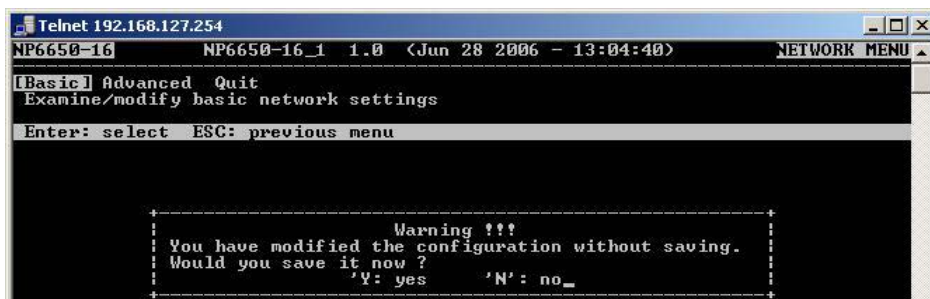 Telnet 192.168.127.254
NP6650-16 NP6650-16_1 1.0 (Jun 28 2006 - 13:04:40) NETWORK MENU
[Basic] Advanced Quit
Examine/modify basic network settings
Enter: select ESC: previous menu
Warning !!!
You have modified the configuration without saving.
Would you save it now ?
'Y: yes 'N': no_